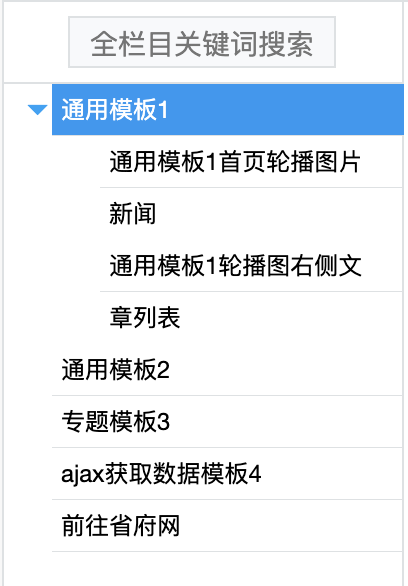 全栏目关键词搜索
通用模板1
通用模板1首页轮播图片
新闻
通用模板1轮播图右侧文
章列表
通用模板2
专题模板3
ajax获取数据模板4
前往省府网